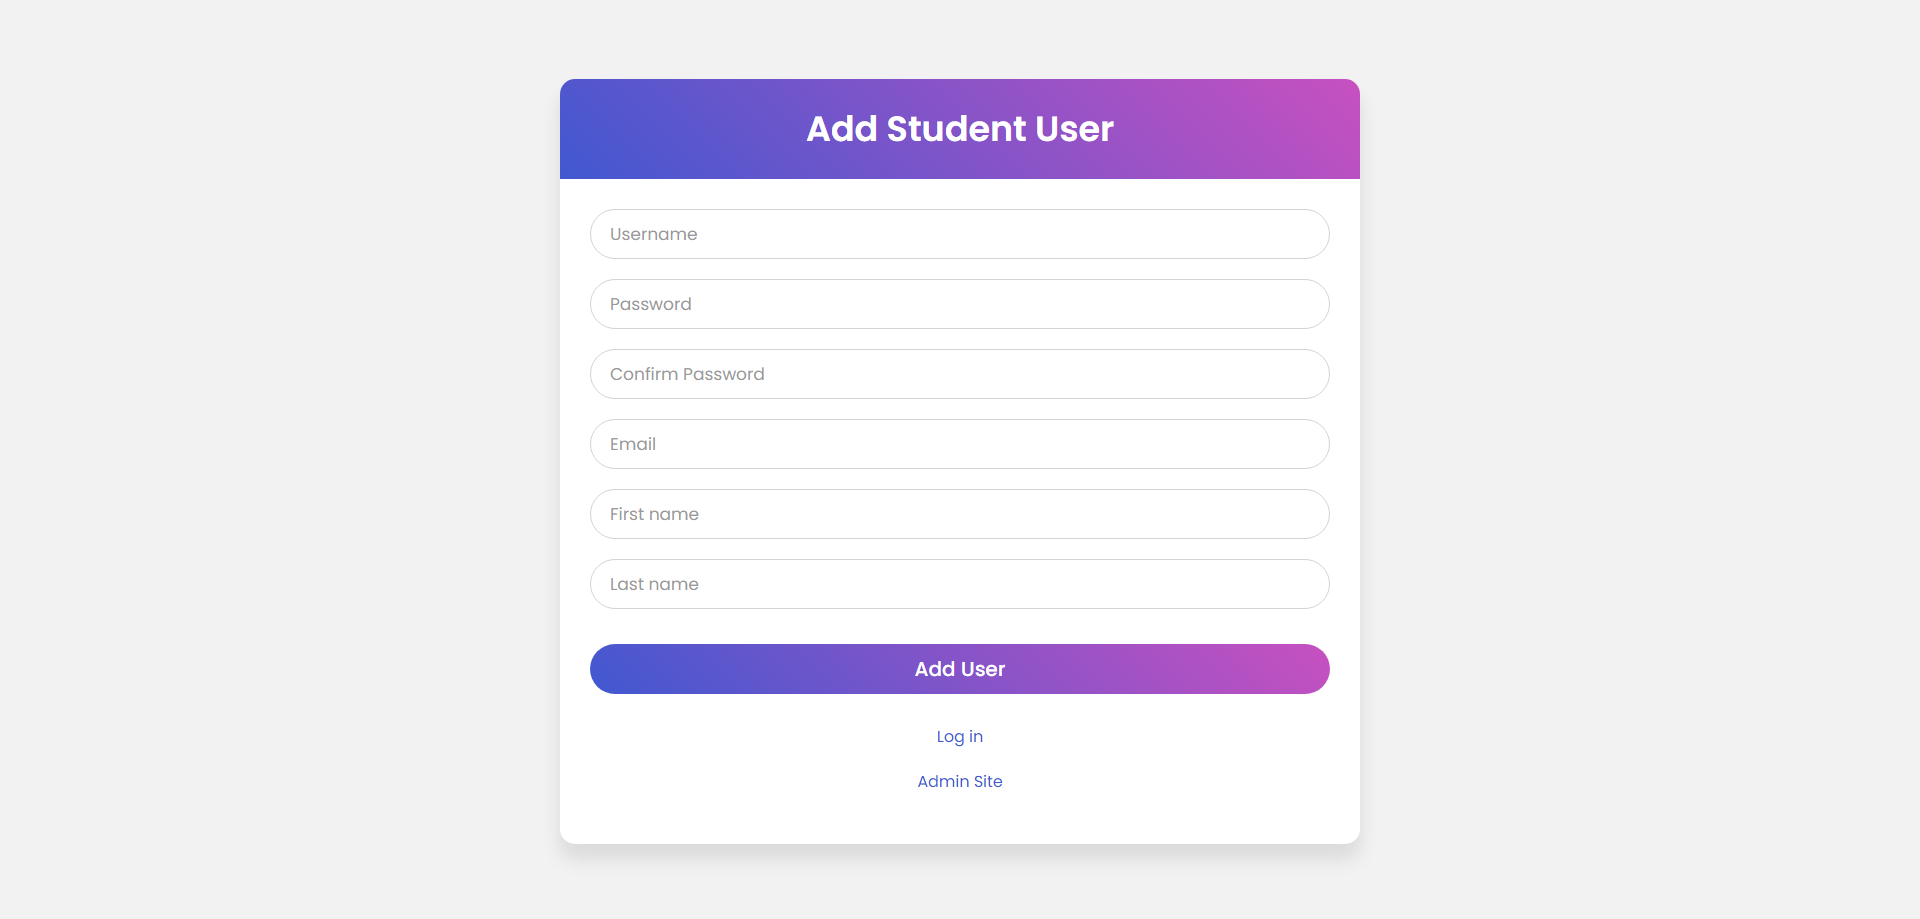 Add Student User
Username
Password
Confirm Password
Email
First name
Last name
Add User
Log in
Admin Site